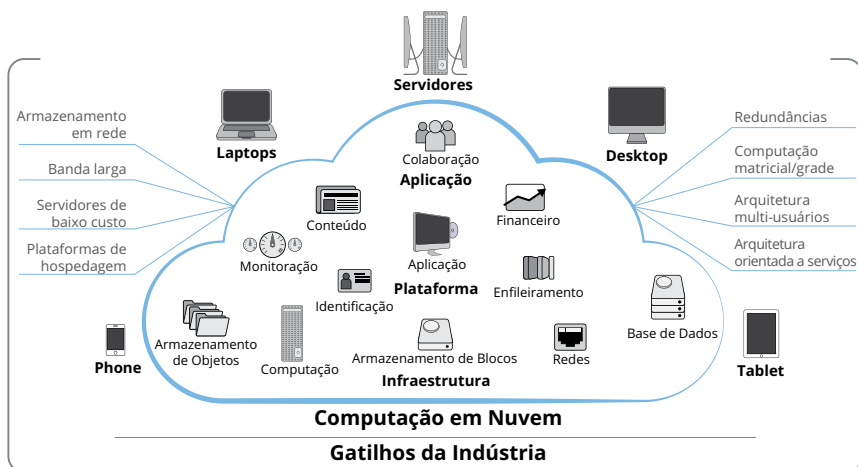 Servidores
Laptops
Desktop
Armazenamento
em rede
Banda larga
Servidores de
baixo custo
Plataformas de
hospedagem
Redundâncias
Computação
matricial/grade
Arquitetura
multi-usuários
Arquitetura
orientada a serviços
Colaboração
Aplicação
Conteúdo
Financeiro
Monitoração
Aplicação
Identificação
Plataforma
Enfileiramento
Armazenamento
de Objetos
Computação
Armazenamento de Blocos
Redes
Base de Dados
Infraestrutura
Phone
Tablet
Computação em Nuvem
Gatilhos da Indústria